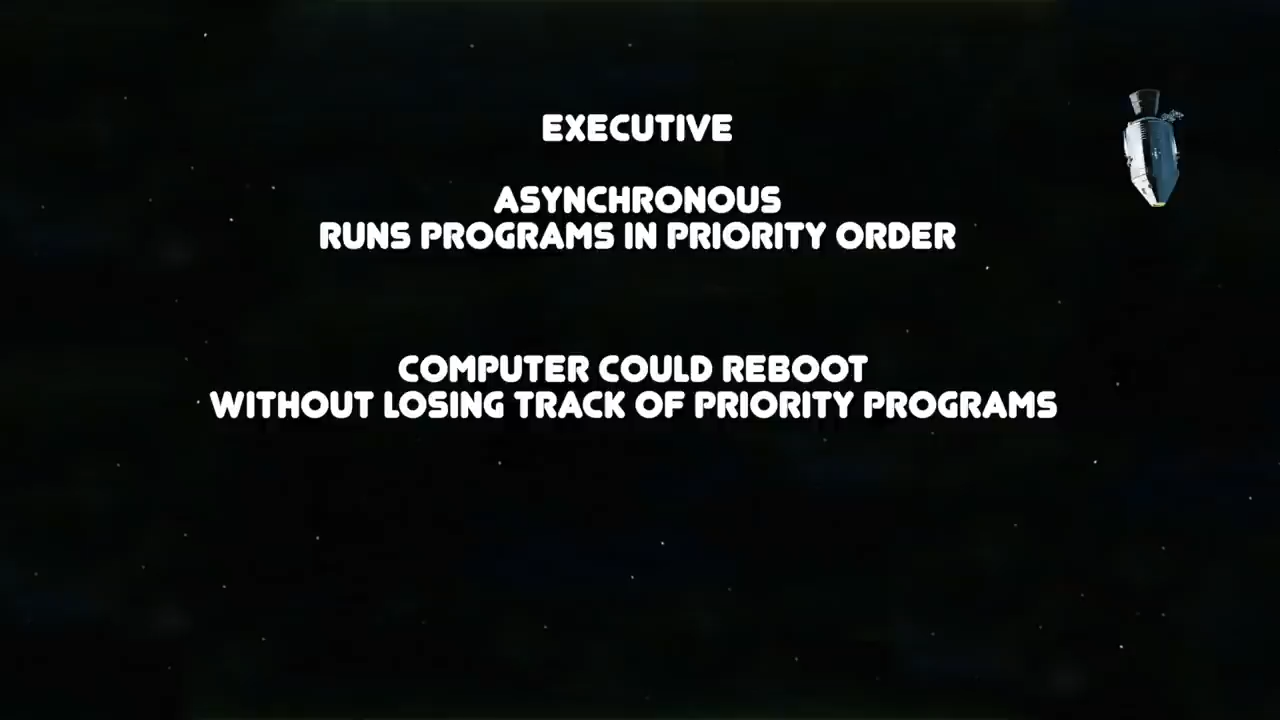 EXECUTIVE
ASYNCHRONOUS
RUNS PROGRAMS IN PRIORITY ORDER
COMPUTER COULD REBOOT
WITHOUT LOSING TRACK OF PRIORITY PROGRAMS